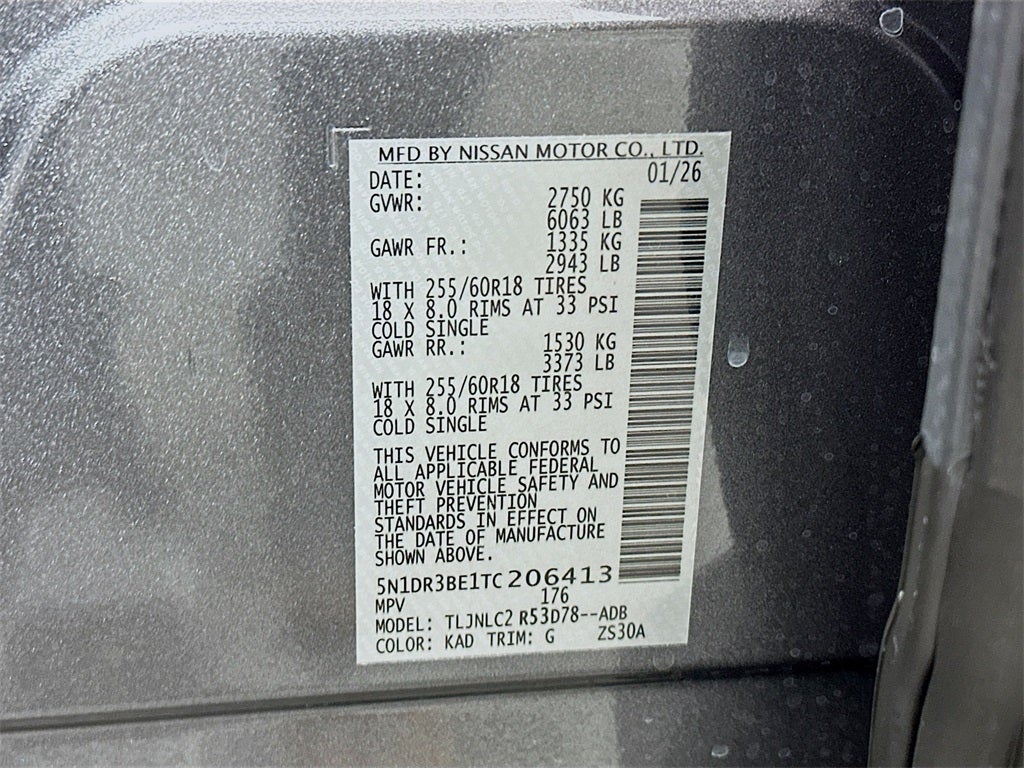 MFD BY NISSAN MOTOR CO., LTD.
DATE: 01/26
GVWR: 2750 KG
6063 LB
GAWR FR.: 1335 KG
2943 LB
WITH 255/60R18 TIRES
18 X 8.0 RIMS AT 33 PSI
COLD SINGLE
GAWR RR.: 1530 KG
3373 LB
WITH 255/60R18 TIRES
18 X 8.0 RIMS AT 33 PSI
COLD SINGLE
THIS VEHICLE CONFORMS TO
ALL APPLICABLE FEDERAL
MOTOR VEHICLE SAFETY AND
THEFT PREVENTION
STANDARDS IN EFFECT ON
THE DATE OF MANUFACTURE
SHOWN ABOVE.
5N1DR3BE1TC206413
MPV 176
MODEL: TLJNLC2 R53D78--ADB
COLOR: KAD TRIM: G ZS30A